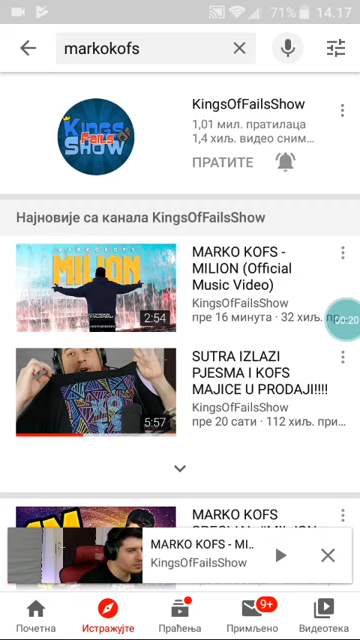 71% 14.17
markokofs
Kings
Fails
SHOW
KingsOfFailsShow
1,01 мил. пратилаца
1,4 хиљ. видео сним...
ПРАТИТЕ
Најновије са канала KingsOfFailsShow
MARKOKOFS
MILION
2:54
MARKO KOFS -
MILION (Official
Music Video)
KingsOfFailsShow
пре 16 минута · 32 хиљ. пр
00:20
5:57
SUTRA IZLAZI
PJESMA I KOFS
MAJICE U PRODAJI!!!!
KingsOfFailsShow
пре 20 сати · 112 хиљ. при...
MARKO KOFS
MARKO KOFS - MI..
KingsOfFailsShow
9+
Почетна
Истражујте
Праћења
Примљено
Видеотека